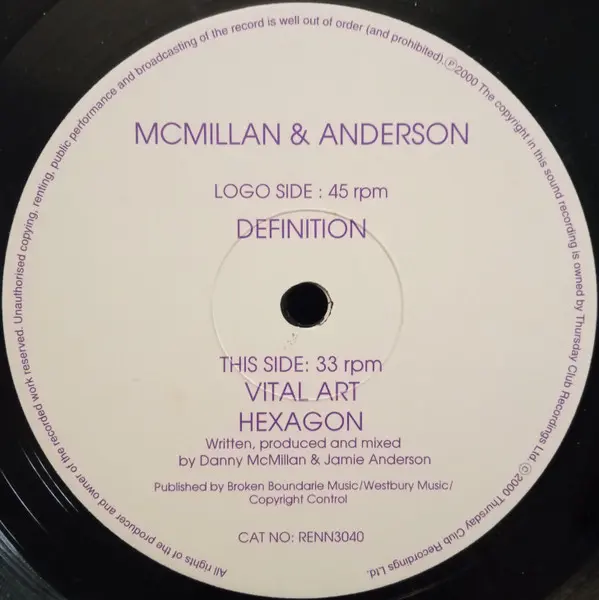 All rights of the producer and owner of the recorded work reserved. Unauthorised copying, renting, public performance and broadcasting of the record is well out of order (and prohibited). ℗2000 The copyright in this sound recording is owned by Thursday Club Recordings Ltd. ©2000 Thursday Club Recordings Ltd.
MCMILLAN & ANDERSON
LOGO SIDE : 45 rpm
DEFINITION
THIS SIDE: 33 rpm
VITAL ART
HEXAGON
Written, produced and mixed
by Danny McMillan & Jamie Anderson
Published by Broken Boundarie Music/Westbury Music/
Copyright Control
CAT NO: RENN3040